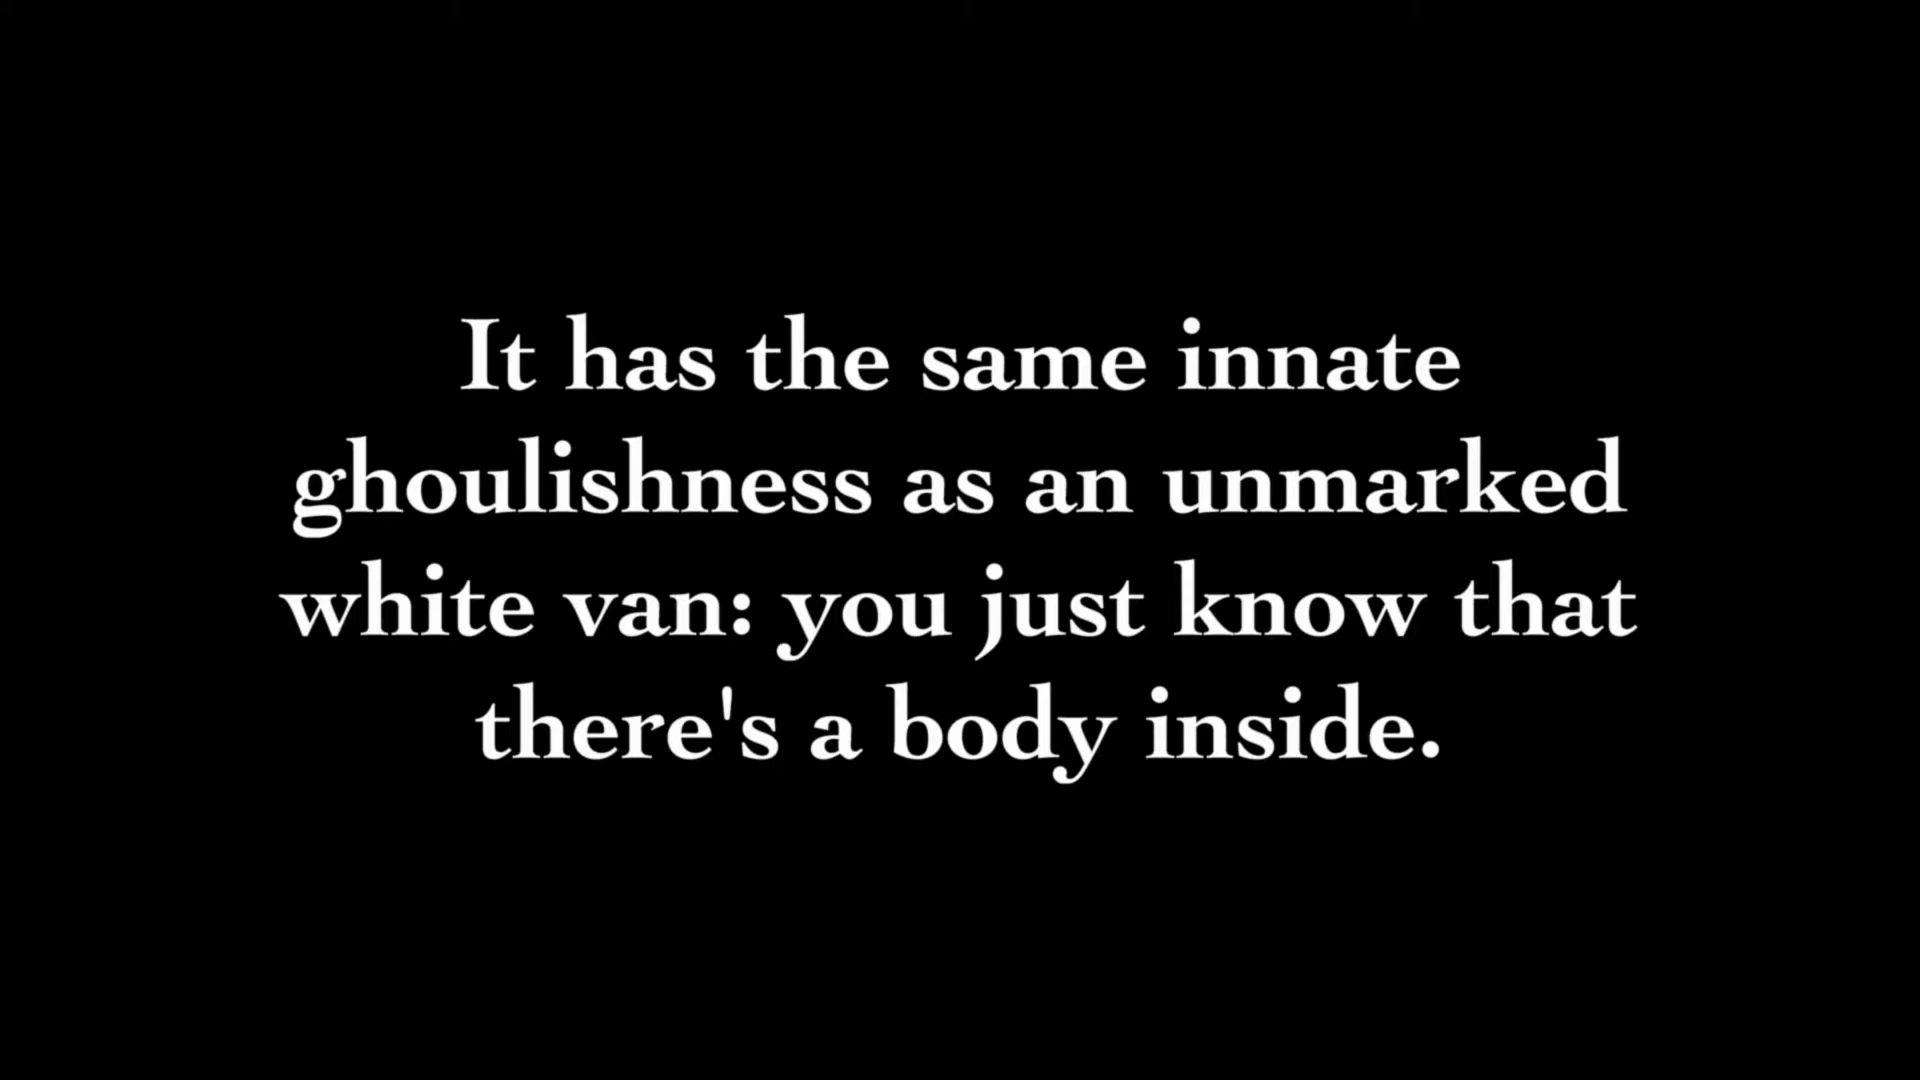 It has the same innate
ghoulishness as an unmarked
white van: you just know that
there's a body inside.